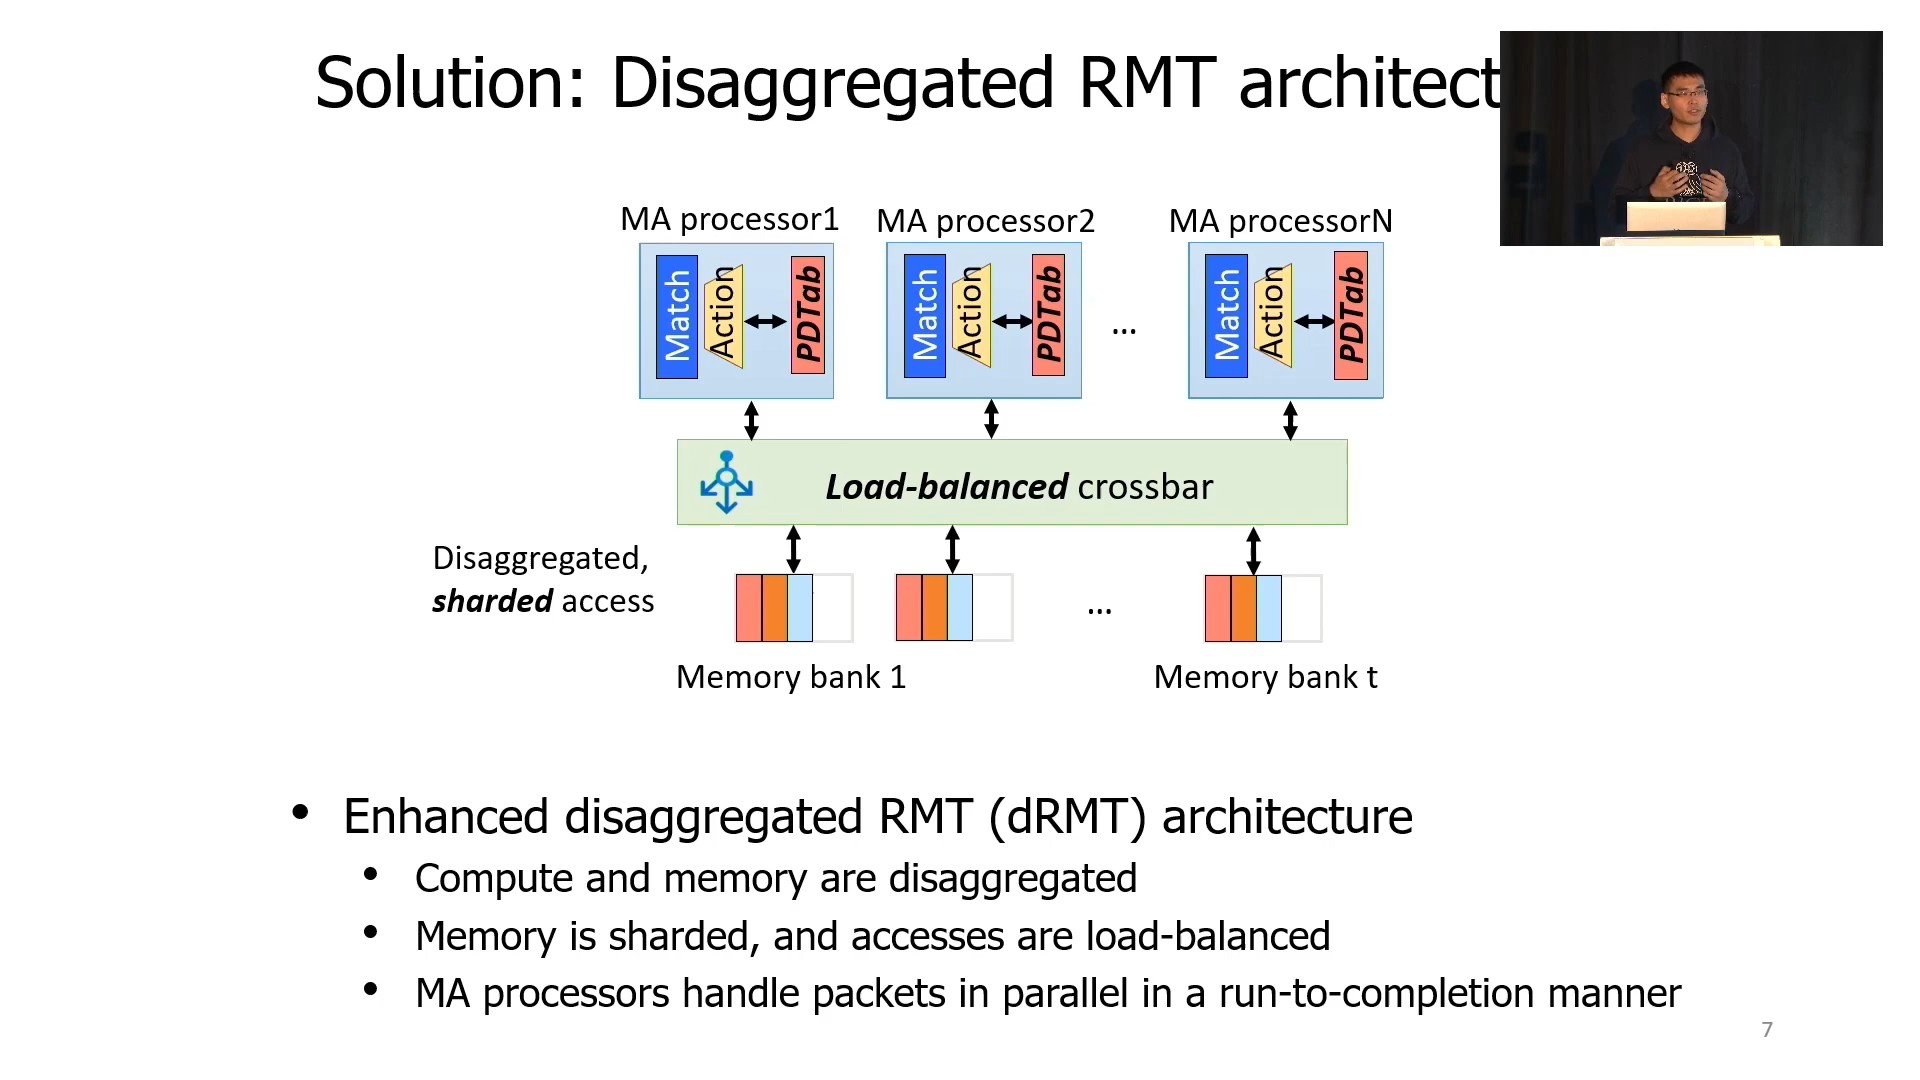 Solution: Disaggregated RMT architect
MA processor1
MA processor2
MA processorN
Match
Action
PDTab
Match
Action
PDTab
...
Match
Action
PDTab
Load-balanced crossbar
Disaggregated,
sharded access
...
Memory bank 1
Memory bank t
• Enhanced disaggregated RMT (dRMT) architecture
• Compute and memory are disaggregated
• Memory is sharded, and accesses are load-balanced
• MA processors handle packets in parallel in a run-to-completion manner
7